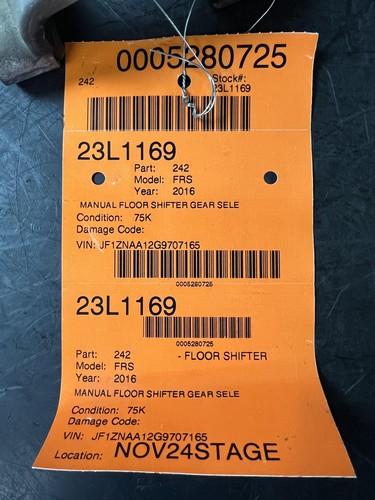 0005280725
242 Stock#:
23L1169
23L1169
Part: 242
Model: FRS
Year: 2016
MANUAL FLOOR SHIFTER GEAR SELE
Condition: 75K
Damage Code:
VIN: JF1ZNAA12G9707165
0005280725
23L1169
0005280725
Part: 242 - FLOOR SHIFTER
Model: FRS
Year: 2016
MANUAL FLOOR SHIFTER GEAR SELE
Condition: 75K
Damage Code:
VIN: JF1ZNAA12G9707165
Location: NOV24STAGE